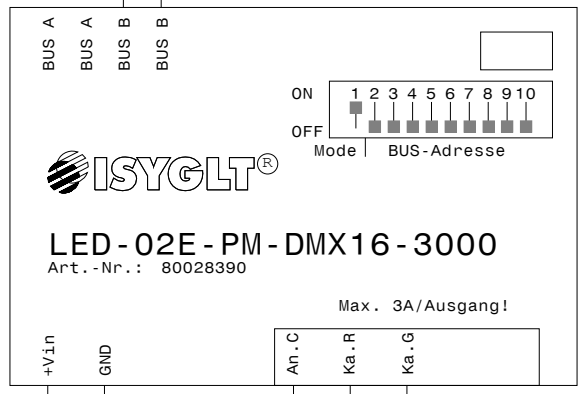 BUS A
BUS A
BUS B
BUS B
ON
1 2 3 4 5 6 7 8 9 10
OFF
Mode BUS-Adresse
ISYGLT®
LED-02E-PM-DMX16-3000
Art.-Nr.: 80028390
Max. 3A/Ausgang!
+Vin
GND
An.C
Ka.R
Ka.G